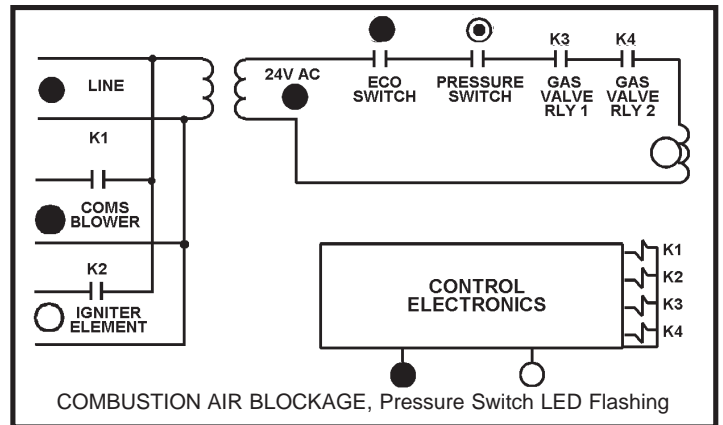 LINE
K1
COMS
BLOWER
K2
IGNITER
ELEMENT
24V AC
ECO
SWITCH
PRESSURE
SWITCH
K3
GAS
VALVE
RLY 1
K4
GAS
VALVE
RLY 2
CONTROL
ELECTRONICS
K1
K2
K3
K4
COMBUSTION AIR BLOCKAGE, Pressure Switch LED Flashing